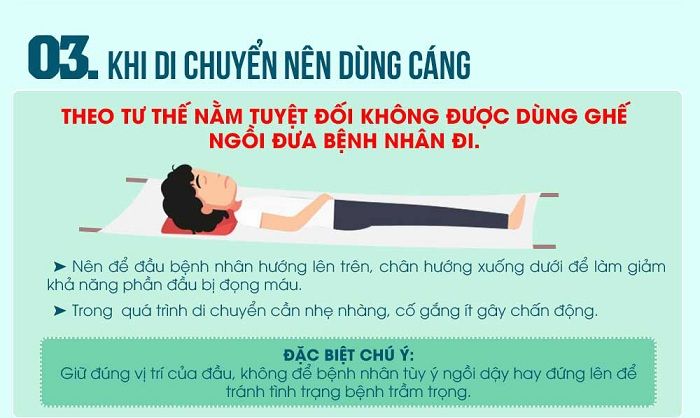 03. KHI DI CHUYỂN NÊN DÙNG CÁNG
THEO TƯ THẾ NẰM TUYỆT ĐỐI KHÔNG ĐƯỢC DÙNG GHẾ
NGỒI ĐƯA BỆNH NHÂN ĐI.
➤ Nên để đầu bệnh nhân hướng lên trên, chân hướng xuống dưới để làm giảm
khả năng phần đầu bị đọng máu.
➤ Trong quá trình di chuyển cần nhẹ nhàng, cố gắng ít gây chấn động.
ĐẶC BIỆT CHÚ Ý:
Giữ đúng vị trí của đầu, không để bệnh nhân tùy ý ngồi dậy hay đứng lên để
tránh tình trạng bệnh trầm trọng.